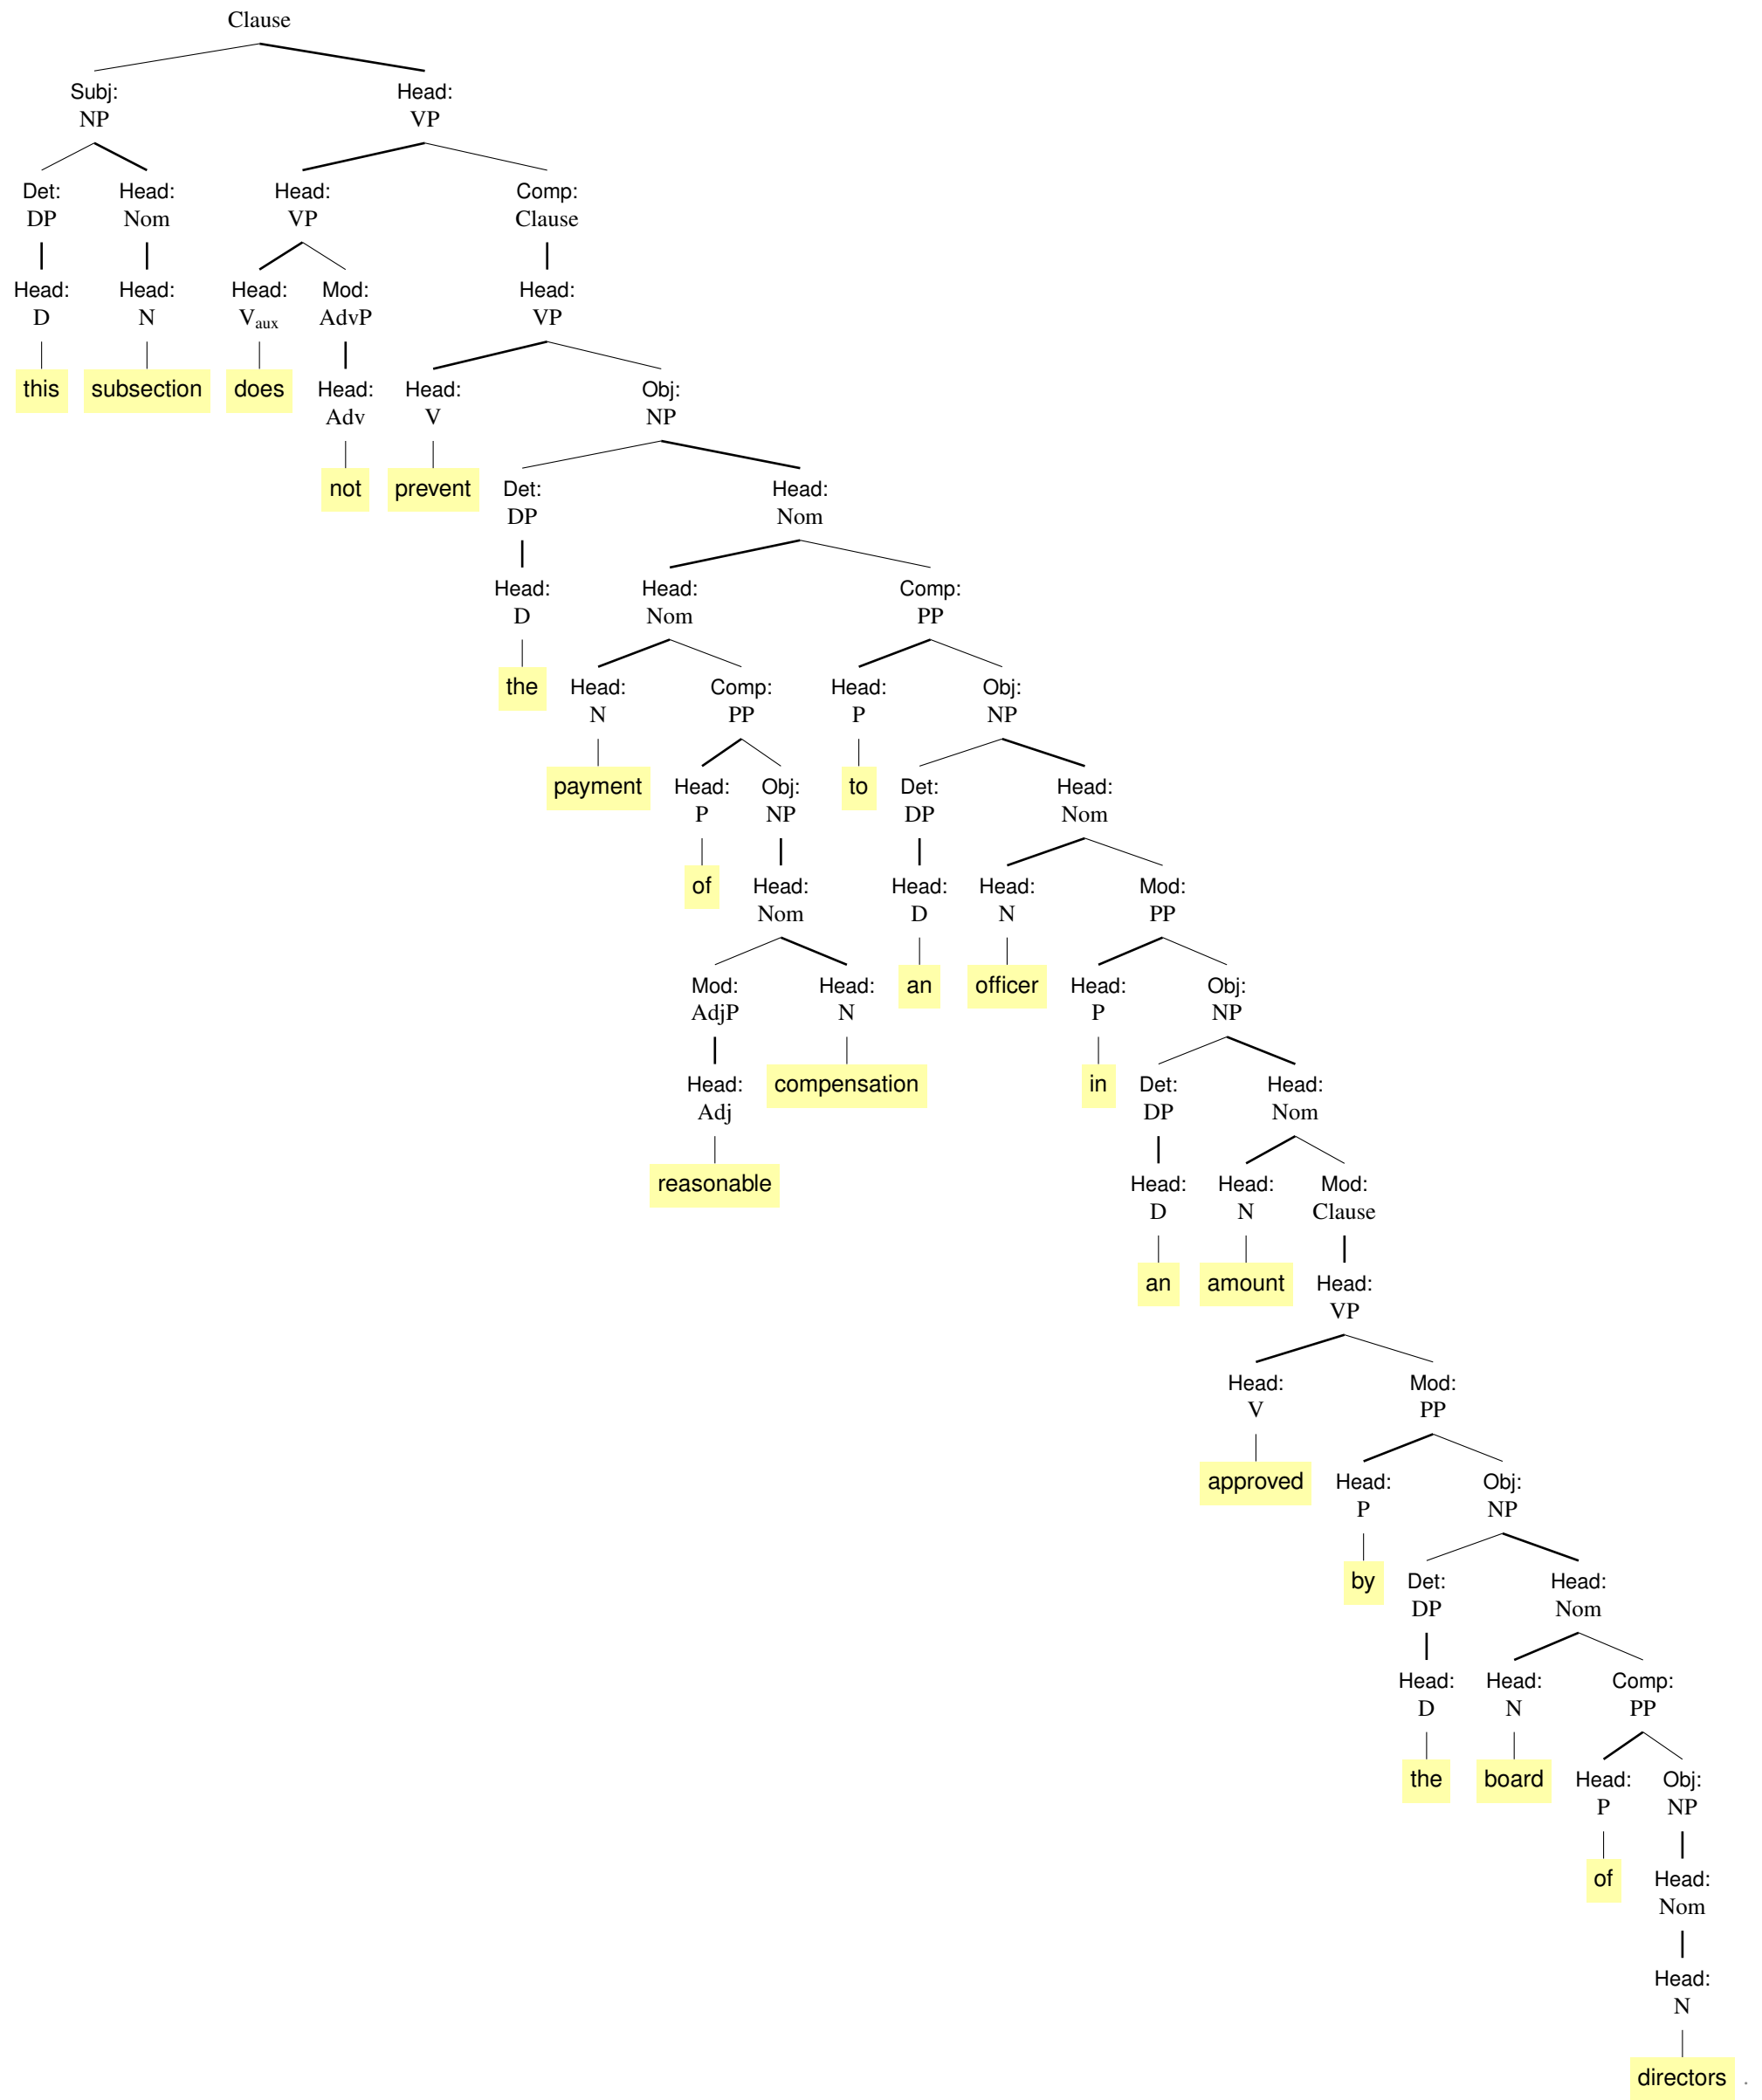 Clause
Subj: Head:
NP VP
Det: Head: Head: Comp:
DP Nom VP Clause
Head: Head: Head: Mod: Head:
D N Vaux AdvP VP
this subsection does Head: Head: Obj:
Adv V NP
not prevent Det: Head:
DP Nom
Head: Head: Comp:
D Nom PP
the Head: Comp: Head: Obj:
N PP P NP
payment Head: Obj: to Det: Head:
P NP DP Nom
of Head: Head: Head: Mod:
Nom D N PP
Mod: Head: an officer Head: Obj:
AdjP N P NP
Head: compensation in Det: Head:
Adj DP Nom
reasonable Head: Head: Mod:
D N Clause
an amount Head:
VP
Head: Mod:
V PP
approved Head: Obj:
P NP
by Det: Head:
DP Nom
Head: Head: Comp:
D N PP
the board Head: Obj:
P NP
of Head:
Nom
Head:
N
directors .